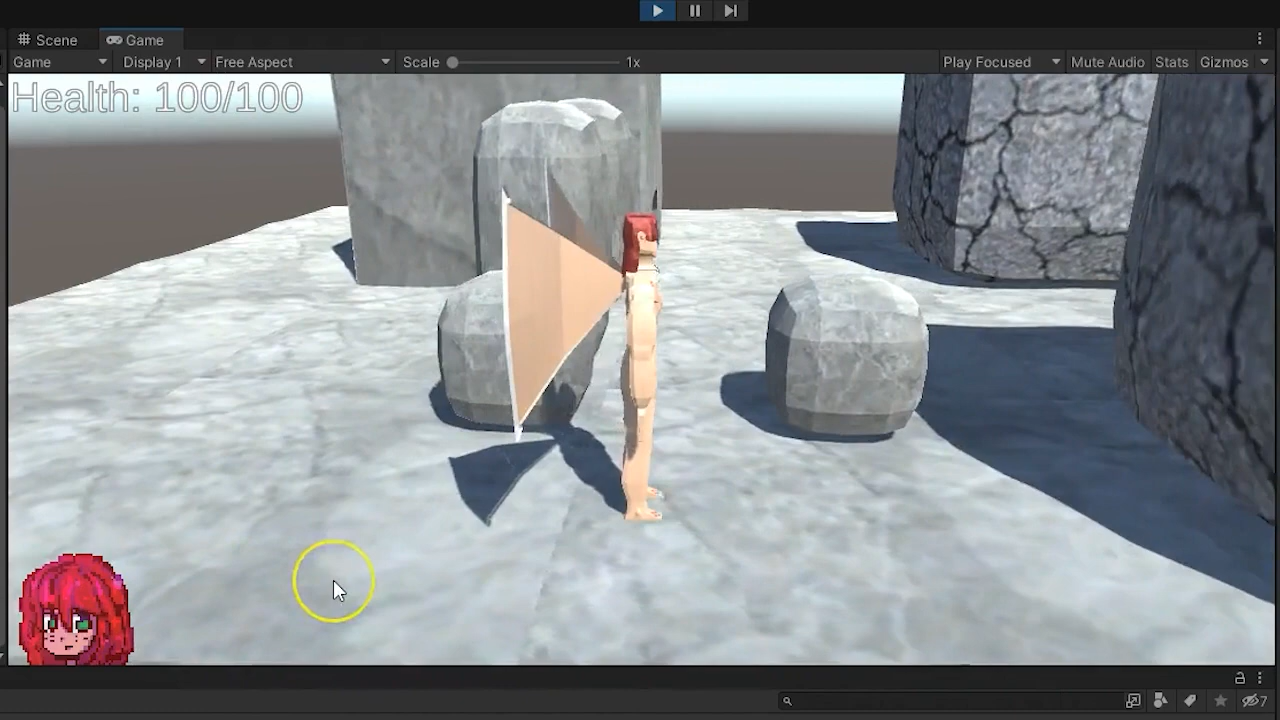 Scene Game
Game Display 1 Free Aspect Scale 1x Play Focused Mute Audio Stats Gizmos
Health: 100/100
7